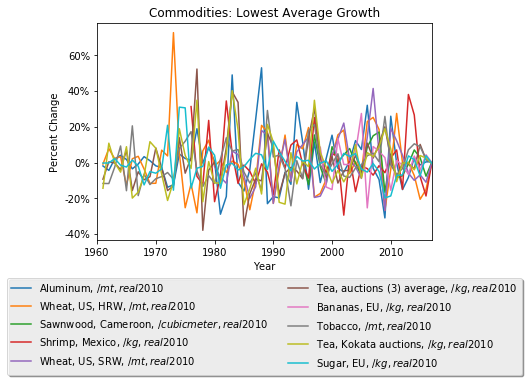 Commodities: Lowest Average Growth
60%
40%
20%
0%
-20%
-40%
Percent Change
1960 1970 1980 1990 2000 2010
Year
Aluminum, /mt, real2010
Wheat, US, HRW, /mt, real2010
Sawnwood, Cameroon, /cubicmeter, real2010
Shrimp, Mexico, /kg, real2010
Wheat, US, SRW, /mt, real2010
Tea, auctions (3) average, /kg, real2010
Bananas, EU, /kg, real2010
Tobacco, /mt, real2010
Tea, Kokata auctions, /kg, real2010
Sugar, EU, /kg, real2010